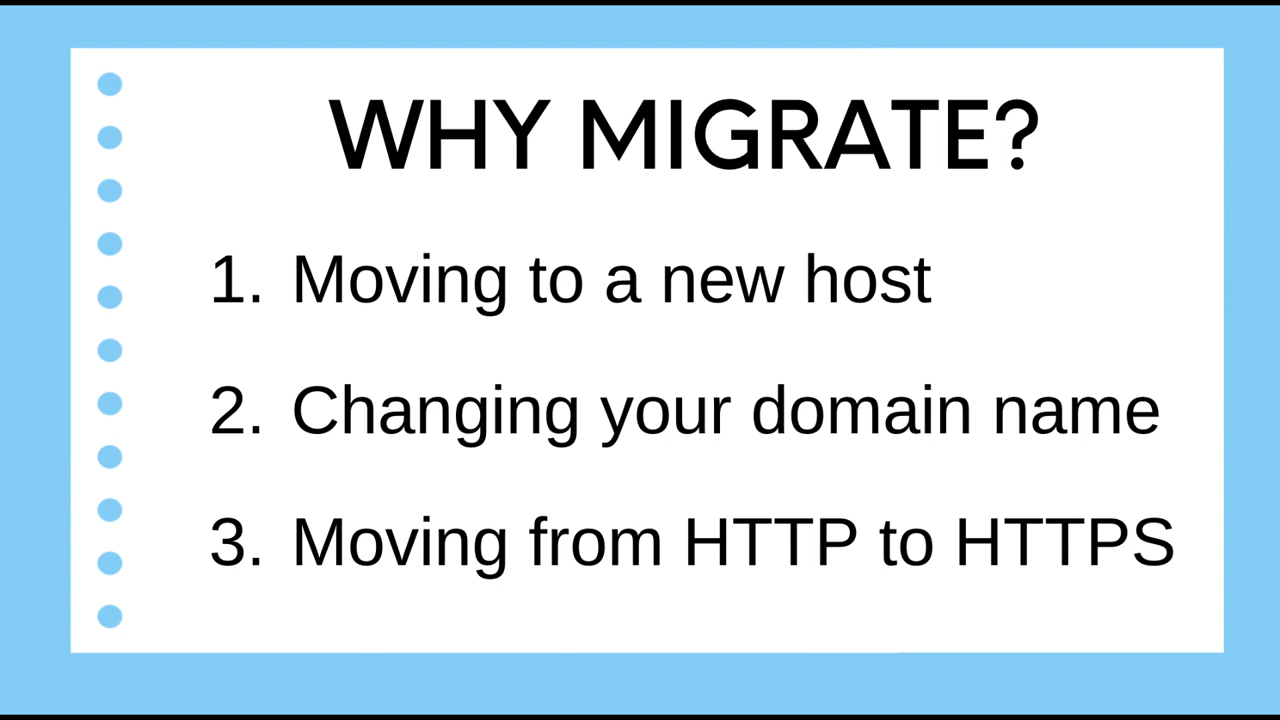 WHY MIGRATE?
1. Moving to a new host
2. Changing your domain name
3. Moving from HTTP to HTTPS